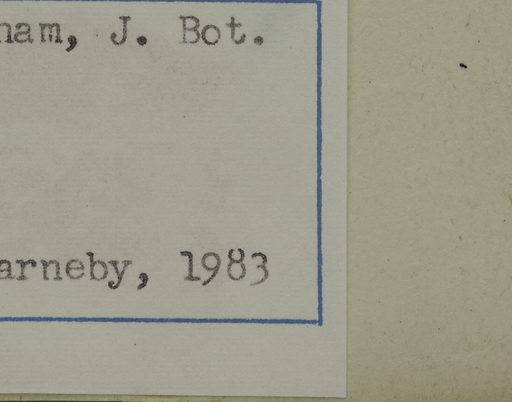 ham, J. Bot.
arneby, 1983